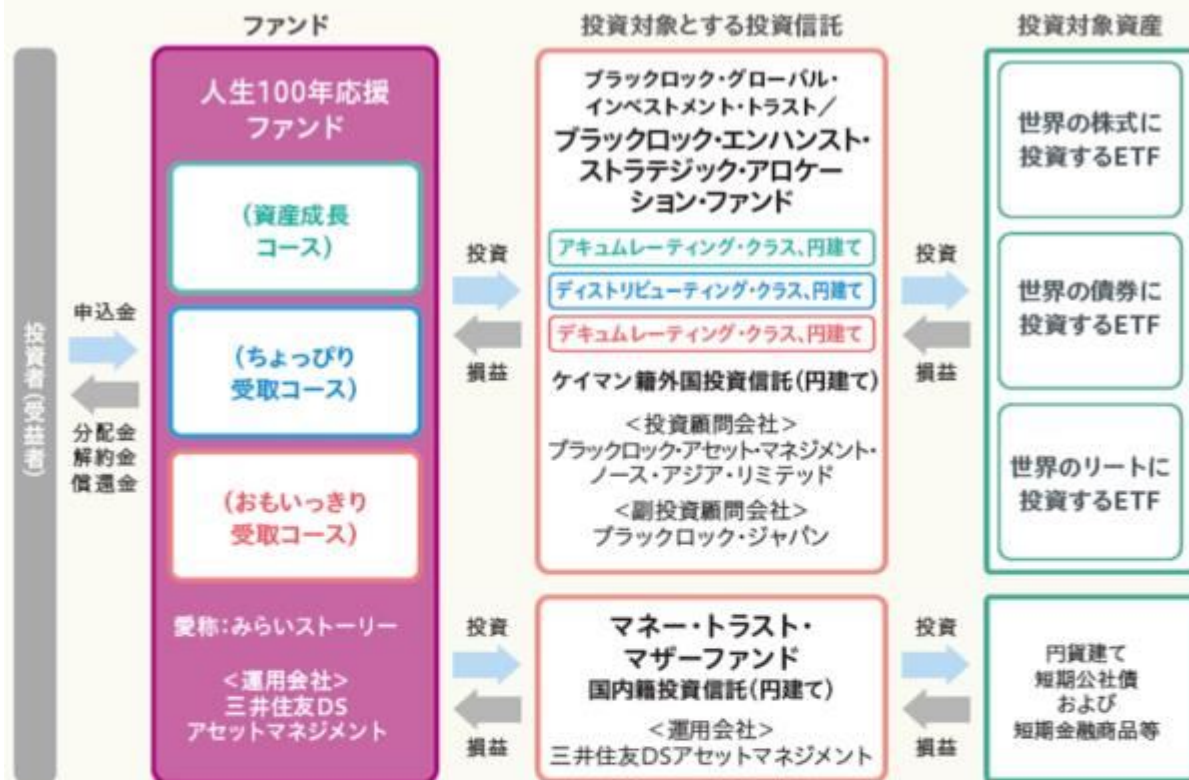 ファンド
投資対象とする投資信託
投資対象資産
投資者(受益者)
申込金
分配金
解約金
償還金
人生100年応援
ファンド
(資産成長
コース)
(ちょっぴり
受取コース)
(おもいっきり
受取コース)
愛称:みらいストーリー
<運用会社>
三井住友DS
アセットマネジメント
投資
損益
投資
損益
ブラックロック・グローバル・
インベストメント・トラスト/
ブラックロック・エンハンスト・
ストラテジック・アロケー
ション・ファンド
アキュムレーティング・クラス、円建て
ディストリビューティング・クラス、円建て
デキュムレーティング・クラス、円建て
ケイマン籍外国投資信託(円建て)
<投資顧問会社>
ブラックロック・アセット・マネジメント・
ノース・アジア・リミテッド
<副投資顧問会社>
ブラックロック・ジャパン
マネー・トラスト・
マザーファンド
国内籍投資信託(円建て)
<運用会社>
三井住友DSアセットマネジメント
投資
損益
投資
損益
世界の株式に
投資するETF
世界の債券に
投資するETF
世界のリートに
投資するETF
円貨建て
短期公社債
および
短期金融商品等